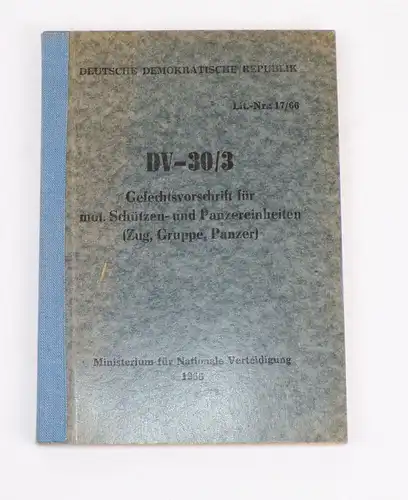 DEUTSCHE DEMOKRATISCHE REPUBLIK
Lit.-Nr.: 17/66
DV-30/3
Gefechtsvorschrift für
mot. Schützen- und Panzereinheiten
(Zug, Gruppe, Panzer)
Ministerium für Nationale Verteidigung
1966